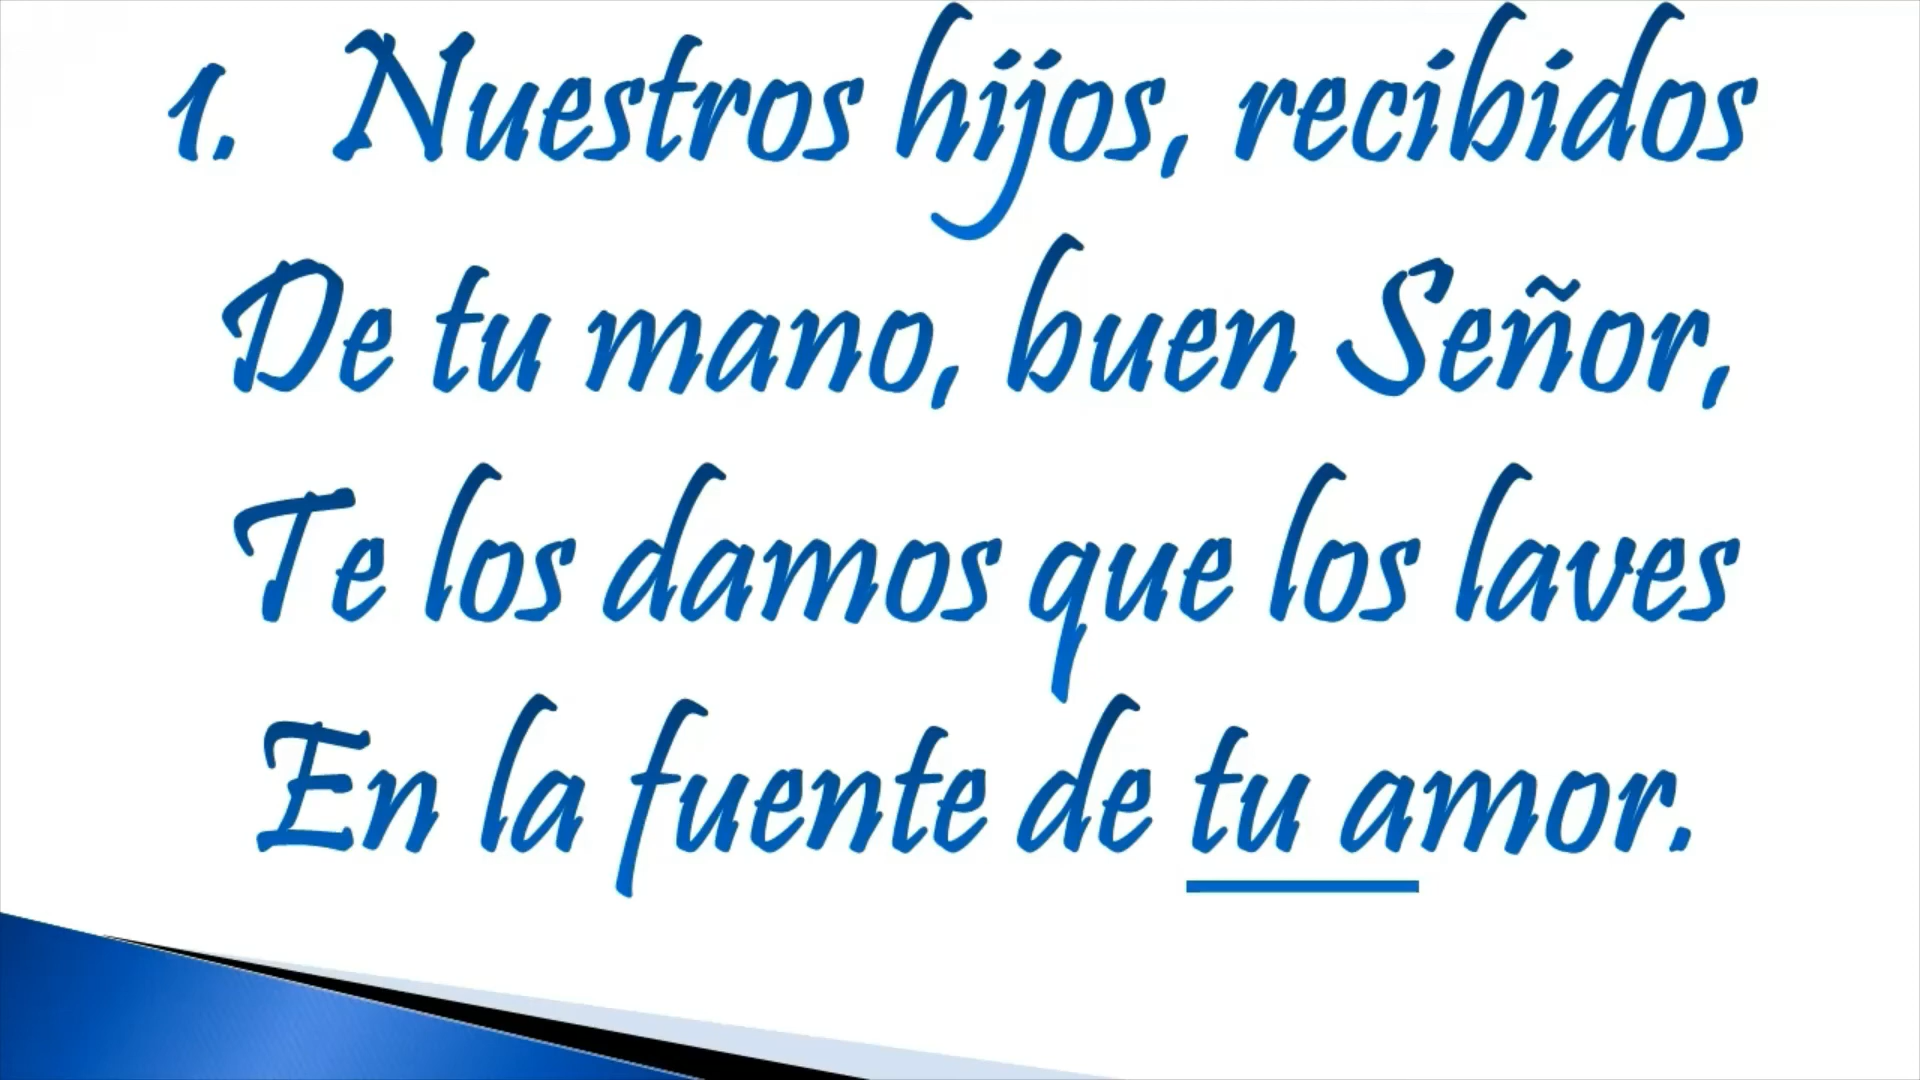 1. Nuestros hijos, recibidos
De tu mano, buen Señor,
Te los damos que los laves
En la fuente de tu amor.